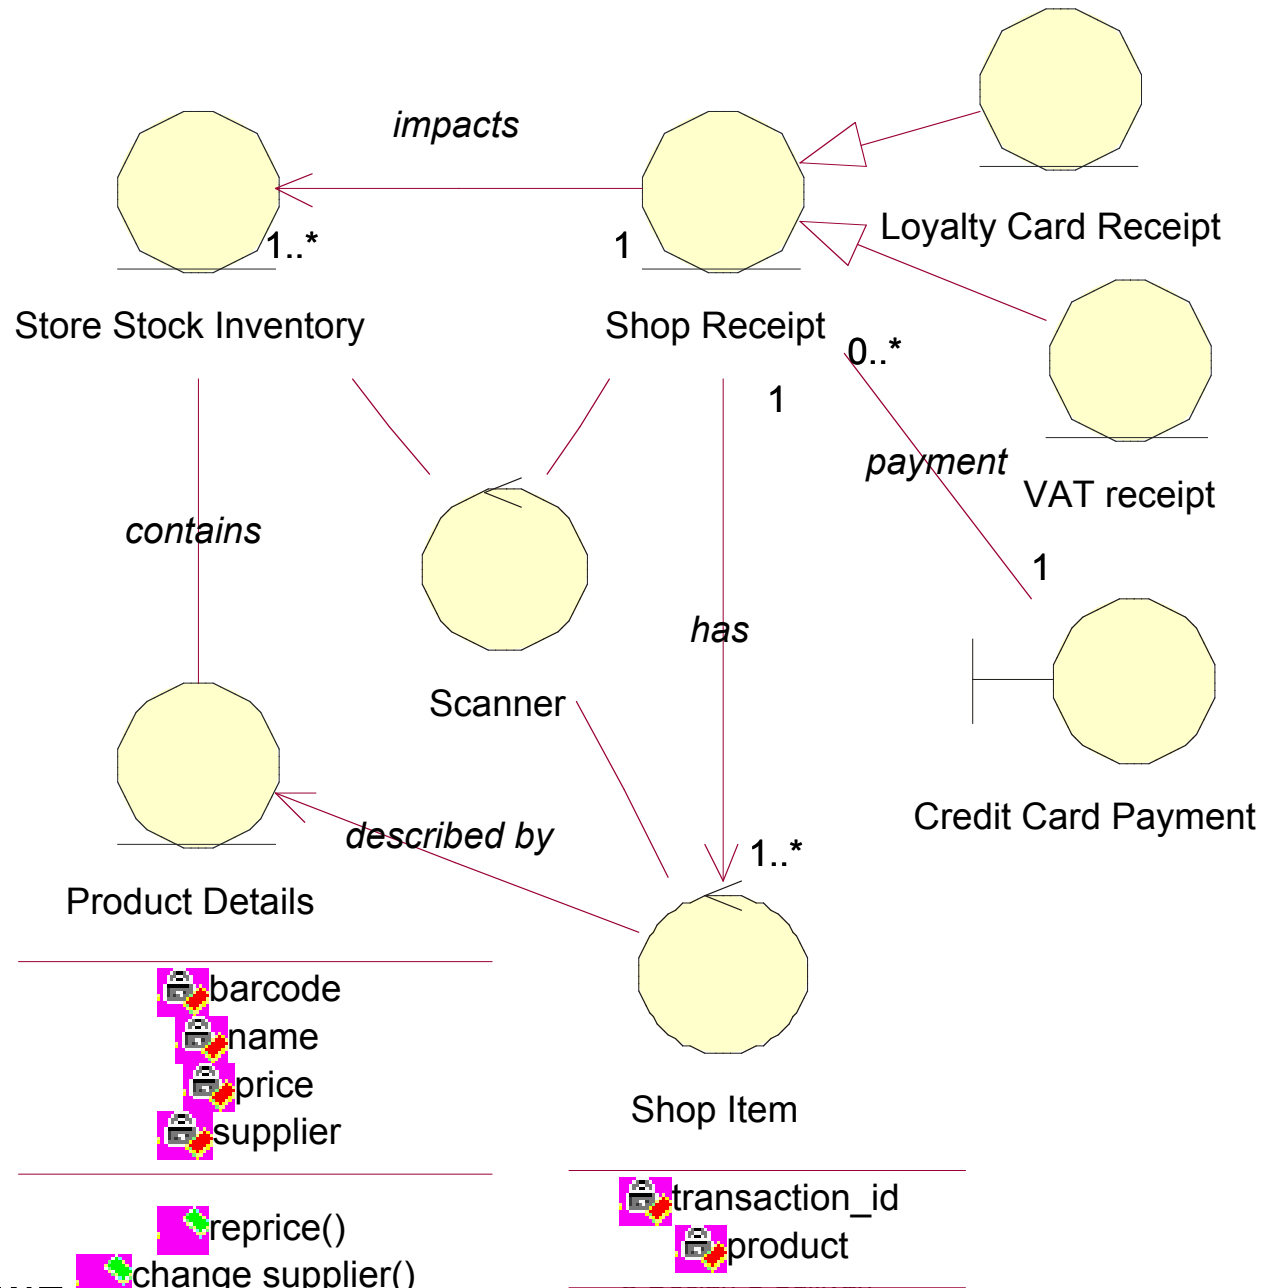 impacts
Loyalty Card Receipt
1..*
1
Store Stock Inventory
Shop Receipt
0..*
1
payment
VAT receipt
contains
1
has
Scanner
Credit Card Payment
described by
1..*
Product Details
barcode
name
price
supplier
Shop Item
transaction_id
product
reprice()
change supplier()